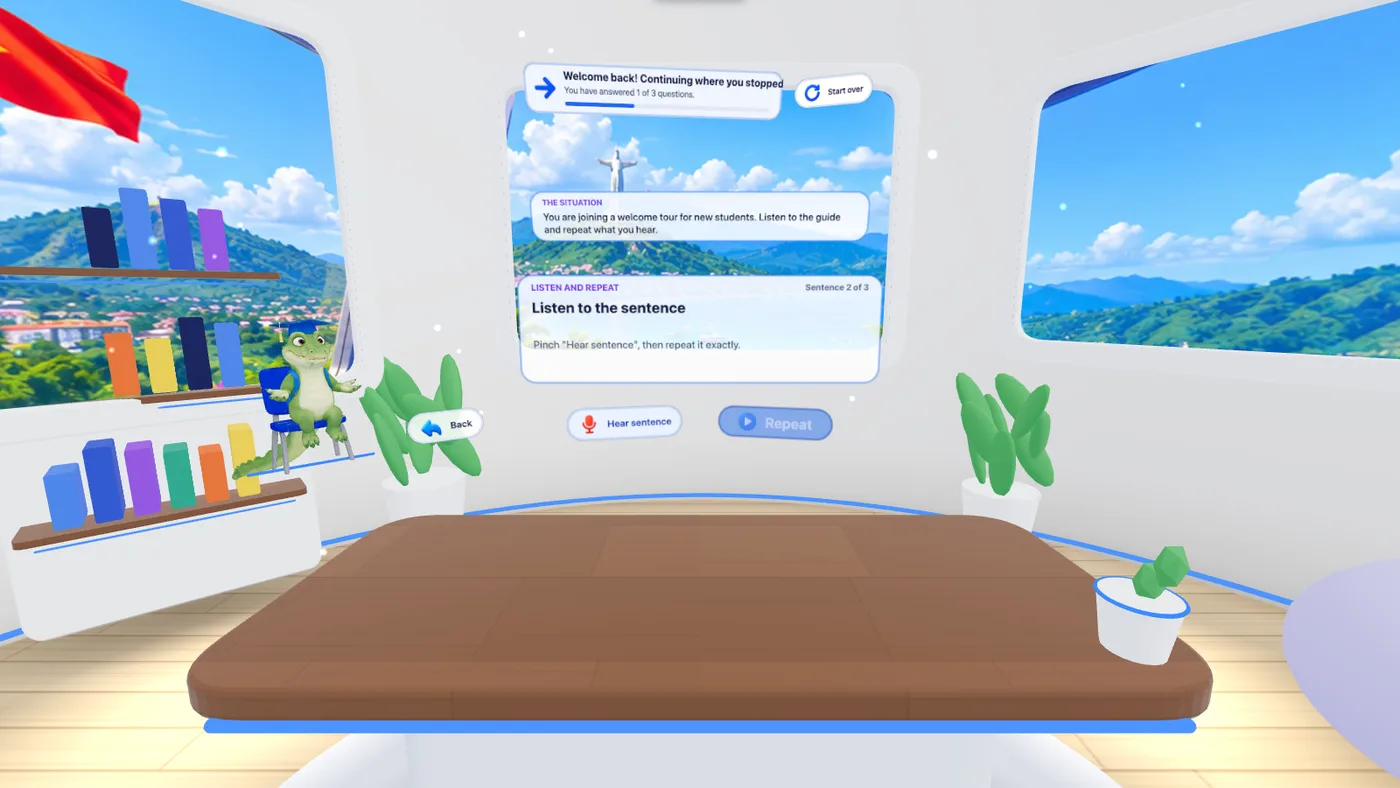 Welcome back! Continuing where you stopped
You have answered 1 of 3 questions.
Start over
THE SITUATION
You are joining a welcome tour for new students. Listen to the guide
and repeat what you hear.
LISTEN AND REPEAT
Sentence 2 of 3
Listen to the sentence
Pinch "Hear sentence", then repeat it exactly.
Back
Hear sentence
Repeat